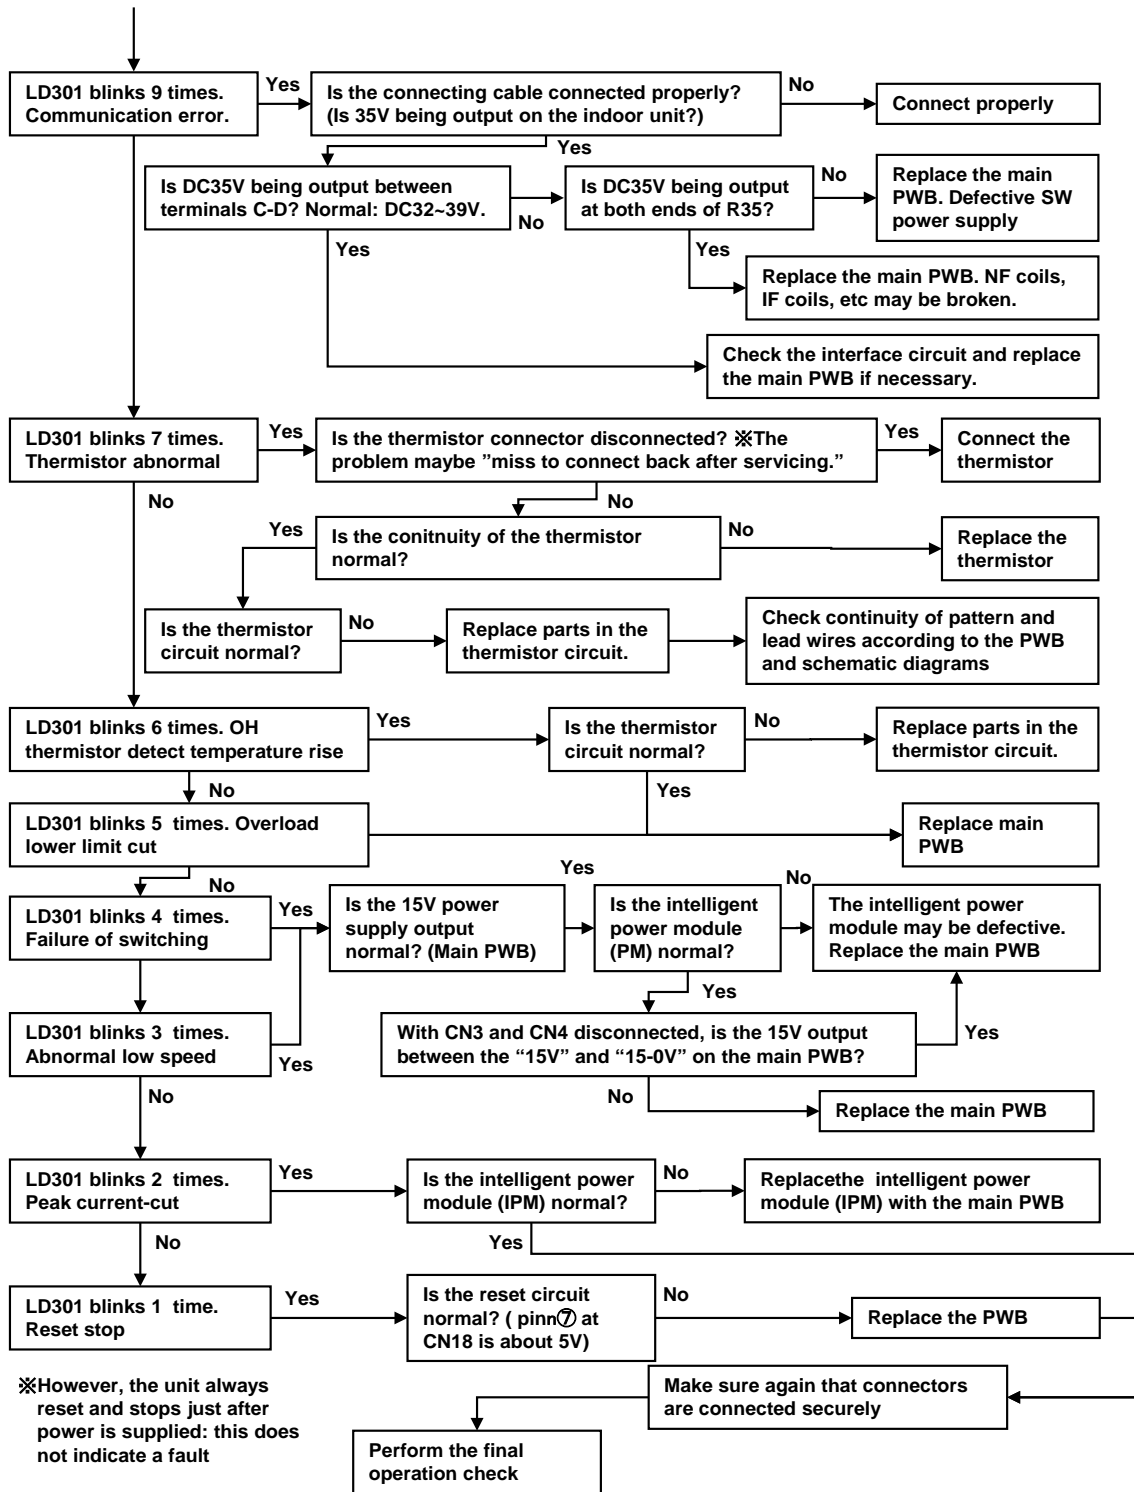 LD301 blinks 9 times.
Communication error.
Yes
Is the connecting cable connected properly?
(Is 35V being output on the indoor unit?)
No
Connect properly
Yes
Is DC35V being output between
terminals C-D? Normal: DC32~39V.
No
Is DC35V being output
at both ends of R35?
No
Replace the main
PWB. Defective SW
power supply
Yes
Yes
Replace the main PWB. NF coils,
IF coils, etc may be broken.
Check the interface circuit and replace
the main PWB if necessary.
LD301 blinks 7 times.
Thermistor abnormal
Yes
Is the thermistor connector disconnected? ※The
problem maybe ”miss to connect back after servicing.”
Yes
Connect the
thermistor
No
No
Yes
Is the conitnuity of the thermistor
normal?
No
Replace the
thermistor
Is the thermistor
circuit normal?
No
Replace parts in the
thermistor circuit.
Check continuity of pattern and
lead wires according to the PWB
and schematic diagrams
LD301 blinks 6 times. OH
thermistor detect temperature rise
Yes
Is the thermistor
circuit normal?
No
Replace parts in the
thermistor circuit.
No
Yes
LD301 blinks 5 times. Overload
lower limit cut
Replace main
PWB
No
LD301 blinks 4 times.
Failure of switching
Yes
Is the 15V power
supply output
normal? (Main PWB)
Yes
Is the intelligent
power module
(PM) normal?
No
The intelligent power
module may be defective.
Replace the main PWB
Yes
LD301 blinks 3 times.
Abnormal low speed
Yes
With CN3 and CN4 disconnected, is the 15V output
between the “15V” and “15-0V” on the main PWB?
Yes
No
No
Replace the main PWB
LD301 blinks 2 times.
Peak current-cut
Yes
Is the intelligent power
module (IPM) normal?
No
Replacethe intelligent power
module (IPM) with the main PWB
No
Yes
LD301 blinks 1 time.
Reset stop
Yes
Is the reset circuit
normal? ( pinn⑦ at
CN18 is about 5V)
No
Replace the PWB
※However, the unit always
reset and stops just after
power is supplied: this does
not indicate a fault
Make sure again that connectors
are connected securely
Perform the final
operation check